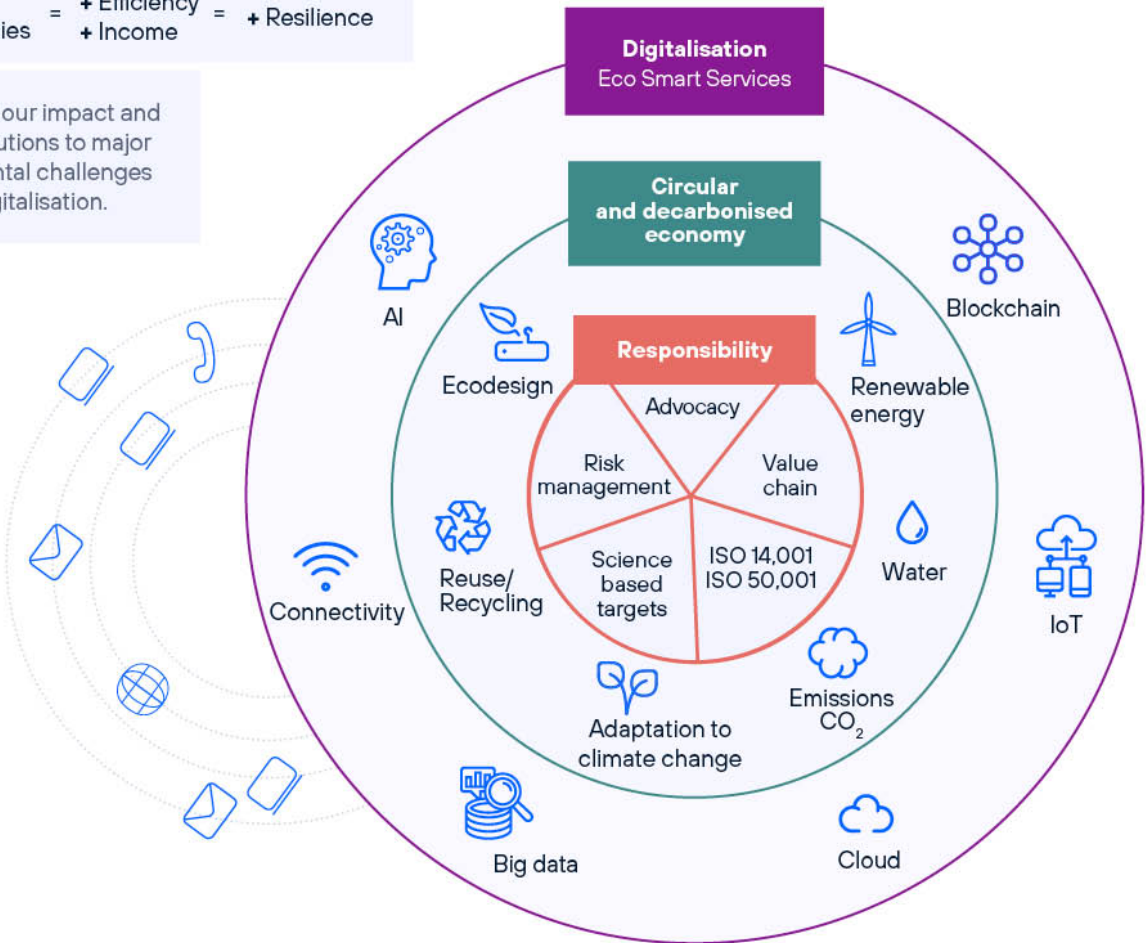 = + Efficiency =
ies + Income + Resilience
our impact and
utions to major
ntal challenges
gitalisation.
Digitalisation
Eco Smart Services
Circular
and decarbonised
economy
Responsibility
AI
Blockchain
Ecodesign
Renewable
energy
Advocacy
Risk
management
Value
chain
Science
based
targets
ISO 14,001
ISO 50,001
Reuse/
Recycling
Water
Connectivity
IoT
Emissions
CO2
Adaptation to
climate change
Big data
Cloud